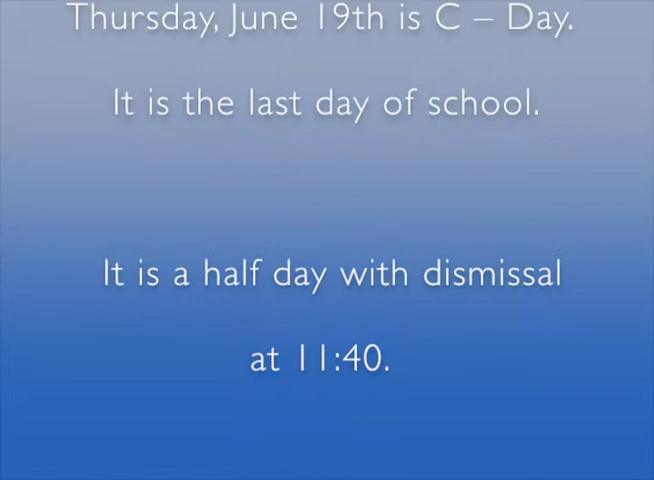 Thursday, June 19th is C – Day.
It is the last day of school.
It is a half day with dismissal
at 11:40.